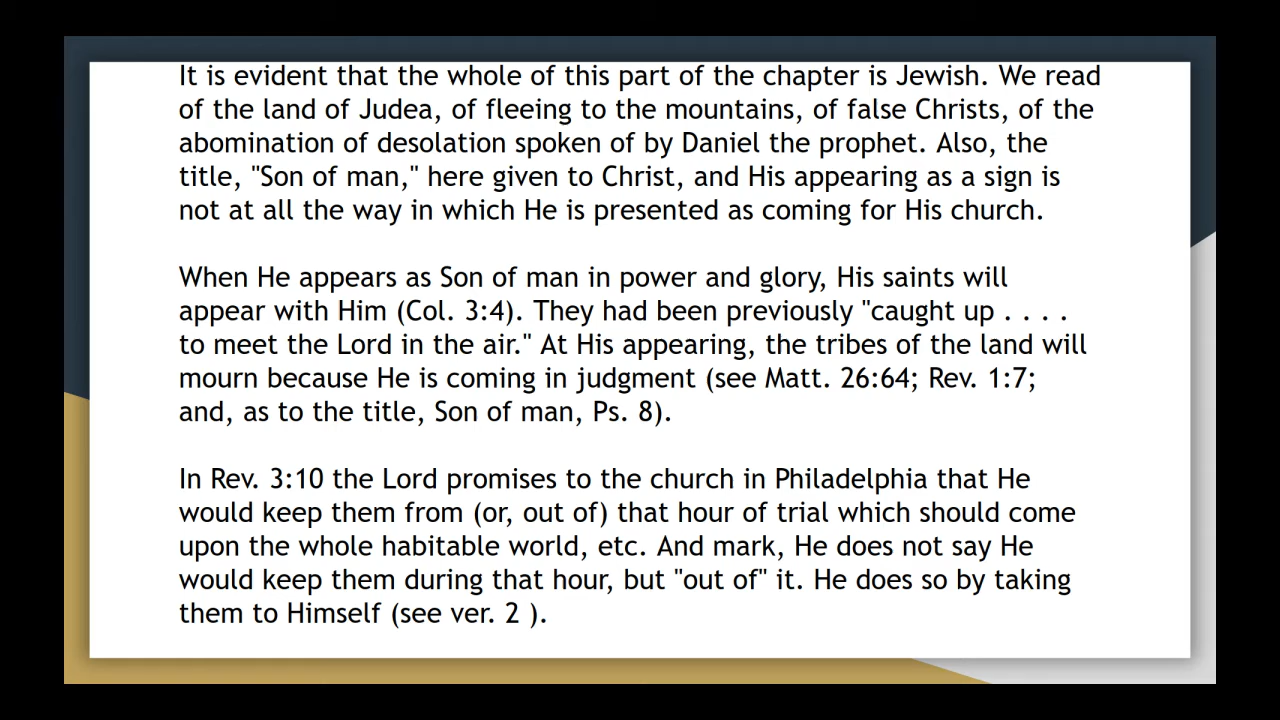 It is evident that the whole of this part of the chapter is Jewish. We read
of the land of Judea, of fleeing to the mountains, of false Christs, of the
abomination of desolation spoken of by Daniel the prophet. Also, the
title, "Son of man," here given to Christ, and His appearing as a sign is
not at all the way in which He is presented as coming for His church.
When He appears as Son of man in power and glory, His saints will
appear with Him (Col. 3:4). They had been previously "caught up . . . .
to meet the Lord in the air." At His appearing, the tribes of the land will
mourn because He is coming in judgment (see Matt. 26:64; Rev. 1:7;
and, as to the title, Son of man, Ps. 8).
In Rev. 3:10 the Lord promises to the church in Philadelphia that He
would keep them from (or, out of) that hour of trial which should come
upon the whole habitable world, etc. And mark, He does not say He
would keep them during that hour, but "out of" it. He does so by taking
them to Himself (see ver. 2 ).